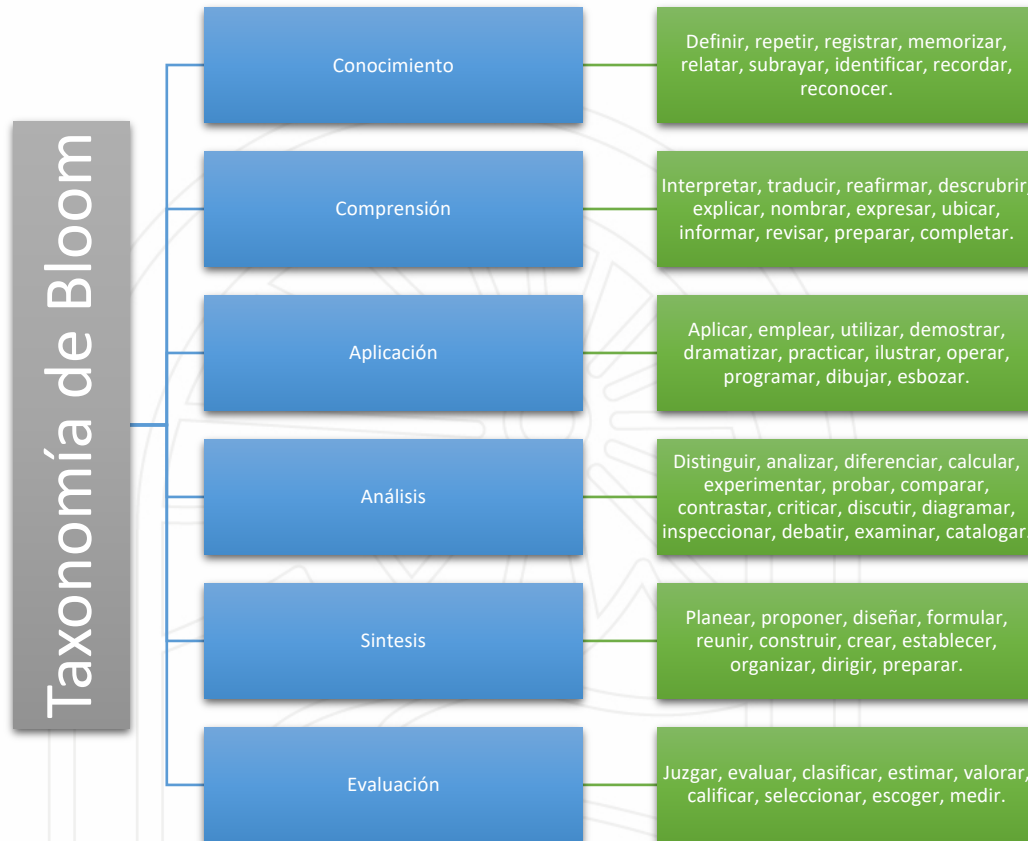 Taxonomía de Bloom
Conocimiento
Definir, repetir, registrar, memorizar,
relatar, subrayar, identificar, recordar,
reconocer.
Comprensión
Interpretar, traducir, reafirmar, descrubrir,
explicar, nombrar, expresar, ubicar,
informar, revisar, preparar, completar.
Aplicación
Aplicar, emplear, utilizar, demostrar,
dramatizar, practicar, ilustrar, operar,
programar, dibujar, esbozar.
Análisis
Distinguir, analizar, diferenciar, calcular,
experimentar, probar, comparar,
contrastar, criticar, discutir, diagramar,
inspeccionar, debatir, examinar, catalogar.
Sintesis
Planear, proponer, diseñar, formular,
reunir, construir, crear, establecer,
organizar, dirigir, preparar.
Evaluación
Juzgar, evaluar, clasificar, estimar, valorar,
calificar, seleccionar, escoger, medir.